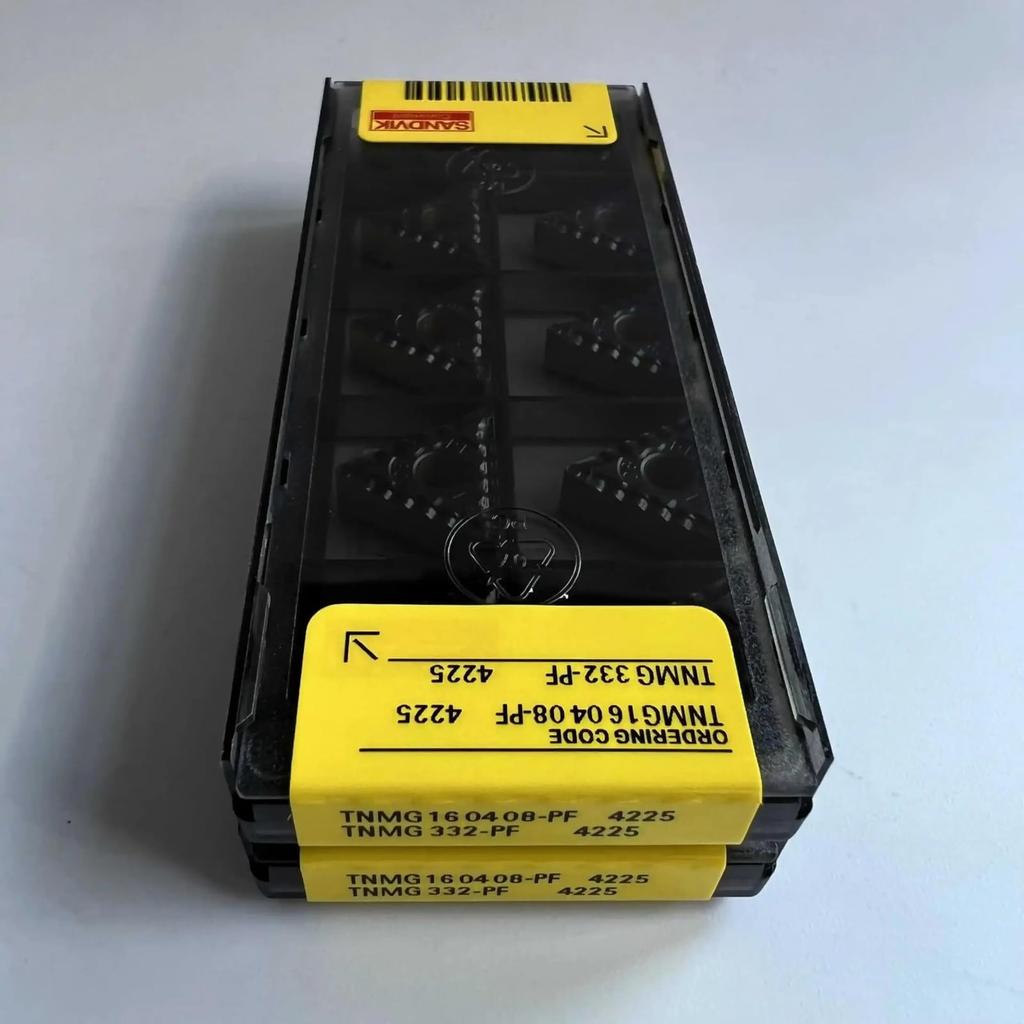 SANDVIK
Coromant
TNMG 332-PF 4225
TNMG 16 04 08-PF 4225
ORDERING CODE
TNMG 16 04 08-PF 4225
TNMG 332-PF 4225
TNMG 16 04 08-PF 4225
TNMG 332-PF 4225